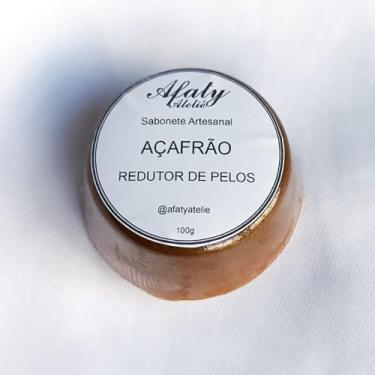 Afaty
Ateliê
Sabonete Artesanal
AÇAFRÃO
REDUTOR DE PELOS
@afatyatelie
100g